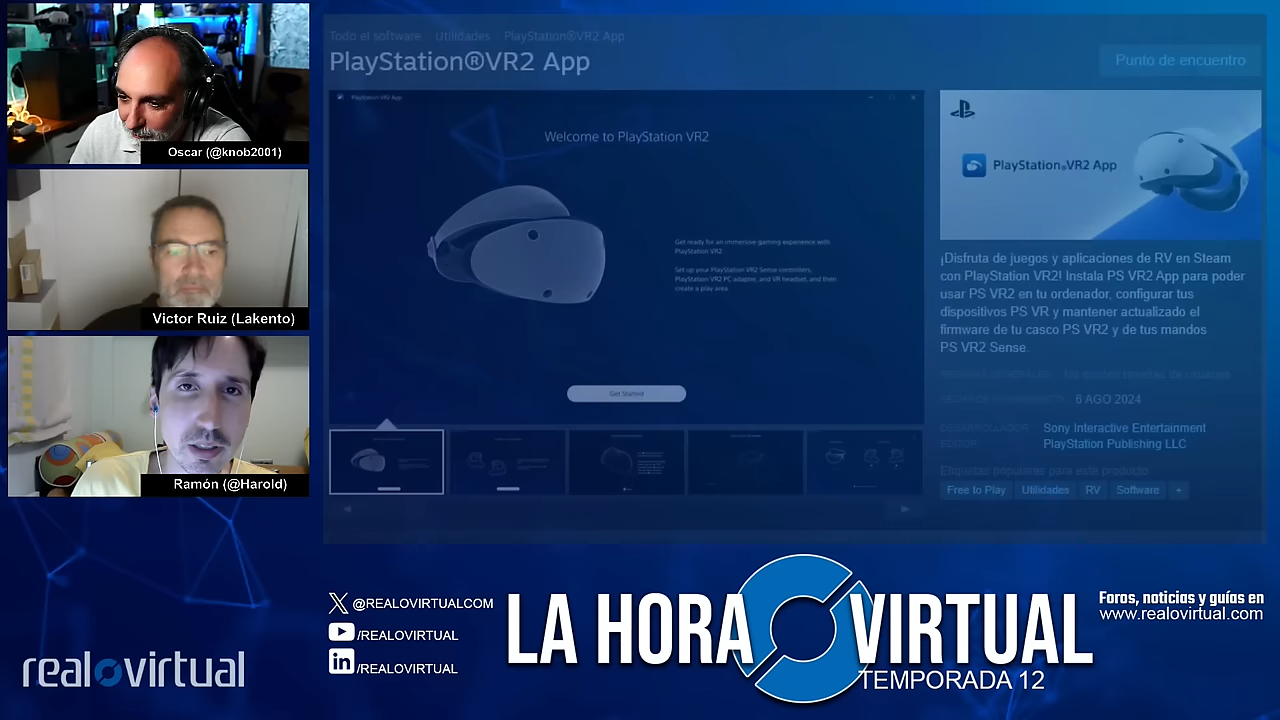 Oscar (@knob2001)
Victor Ruiz (Lakento)
Ramón (@Harold)
Todo el software Utilidades PlayStation®VR2 App
PlayStation®VR2 App
Punto de encuentro
PlayStation VR2 App
Welcome to PlayStation VR2
Get ready for an immersive gaming experience with
PlayStation VR2
Set up your PlayStation VR2 Sense controllers,
PlayStation VR2 PC adapter, and VR headset, and then
create a play area.
Get Started
PlayStation®VR2 App
¡Disfruta de juegos y aplicaciones de RV en Steam
con PlayStation VR2! Instala PS VR2 App para poder
usar PS VR2 en tu ordenador, configurar tus
dispositivos PS VR y mantener actualizado el
firmware de tu casco PS VR2 y de tus mandos
PS VR2 Sense.
No existen reseñas de usuarios
6 AGO 2024
DESARROLLADOR Sony Interactive Entertainment
EDITOR PlayStation Publishing LLC
Etiquetas populares para este producto
Free to Play Utilidades RV Software +
realovirtual
@REALOVIRTUALCOM
/REALOVIRTUAL
/REALOVIRTUAL
LA HORA VIRTUAL
TEMPORADA 12
Foros, noticias y guías en
www.realovirtual.com